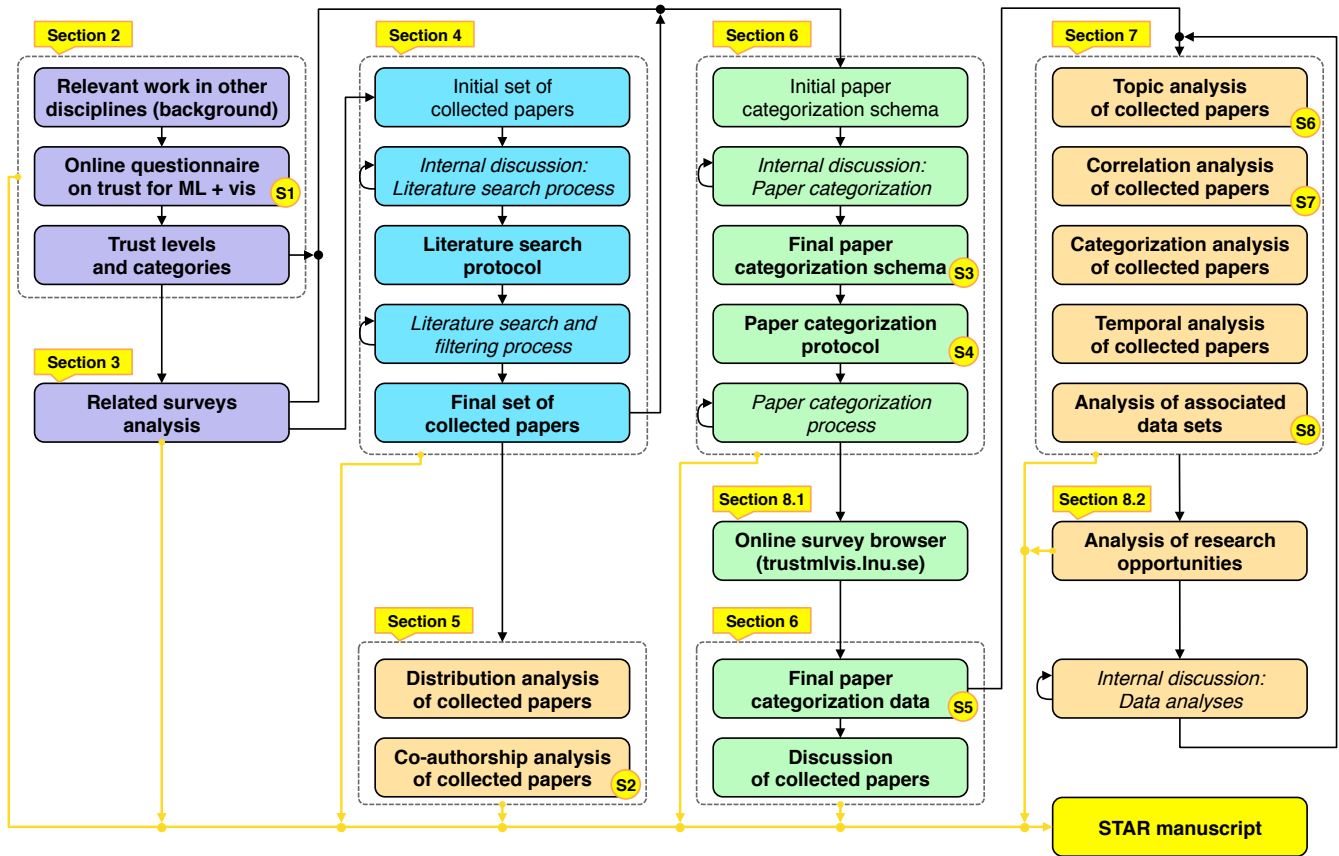 Section 2
Relevant work in other
disciplines (background)
Online questionnaire
on trust for ML + vis
S1
Trust levels
and categories
Section 3
Related surveys
analysis
Section 4
Initial set of
collected papers
Internal discussion:
Literature search process
Literature search
protocol
Literature search and
filtering process
Final set of
collected papers
Section 5
Distribution analysis
of collected papers
Co-authorship analysis
of collected papers
S2
Section 6
Initial paper
categorization schema
Internal discussion:
Paper categorization
Final paper
categorization schema
S3
Paper categorization
protocol
S4
Paper categorization
process
Section 8.1
Online survey browser
(trustmlvis.lnu.se)
Section 6
Final paper
categorization data
S5
Discussion
of collected papers
Section 7
Topic analysis
of collected papers
S6
Correlation analysis
of collected papers
S7
Categorization analysis
of collected papers
Temporal analysis
of collected papers
Analysis of associated
data sets
S8
Section 8.2
Analysis of research
opportunities
Internal discussion:
Data analyses
STAR manuscript